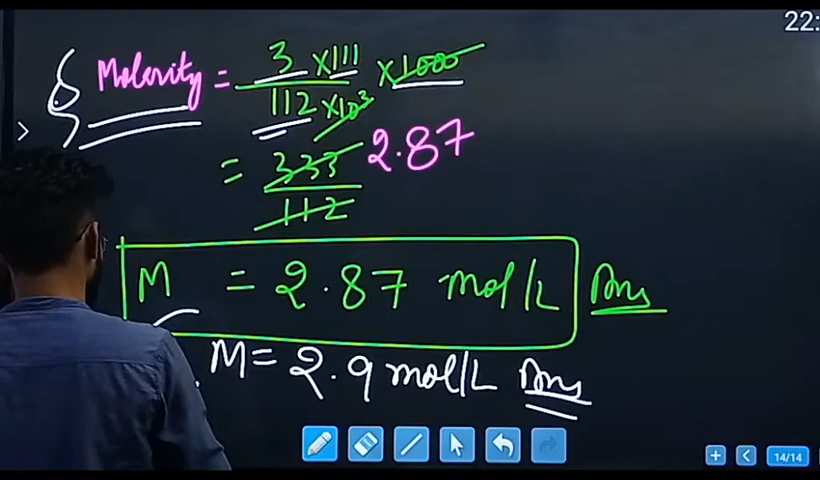 22:
Molerity = 3 ×111 ×1000
112 ×10³
= 333 2.87
112
M = 2.87 mol/L Ans
M = 2.9 mol/L Ans
14/14